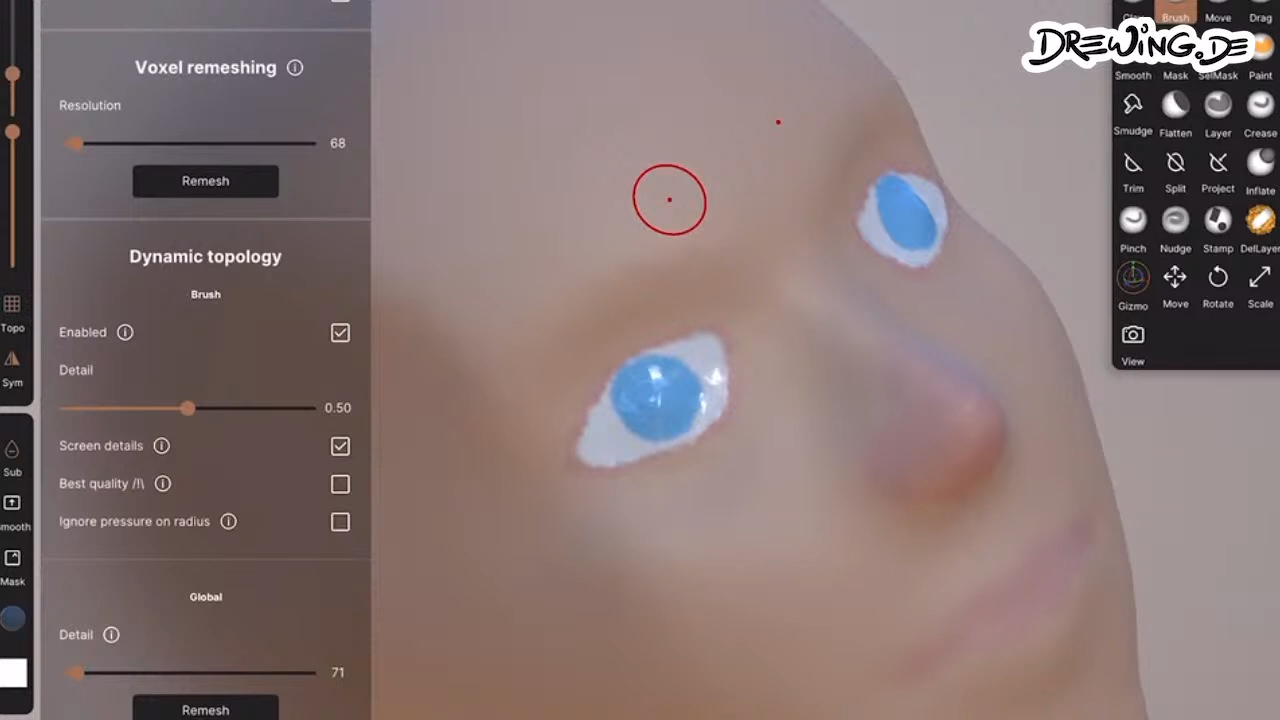 Voxel remeshing
Resolution
68
Remesh
Dynamic topology
Brush
Enabled
Detail
0.50
Screen details
Best quality /!\
Ignore pressure on radius
Global
Detail
71
Remesh
Topo
Sym
Sub
mooth
Mask
DREWING.DE
Clay Brush Move Drag
Smooth Mask SelMask Paint
Smudge Flatten Layer Crease
Trim Split Project Inflate
Pinch Nudge Stamp DelLayer
Gizmo Move Rotate Scale
View